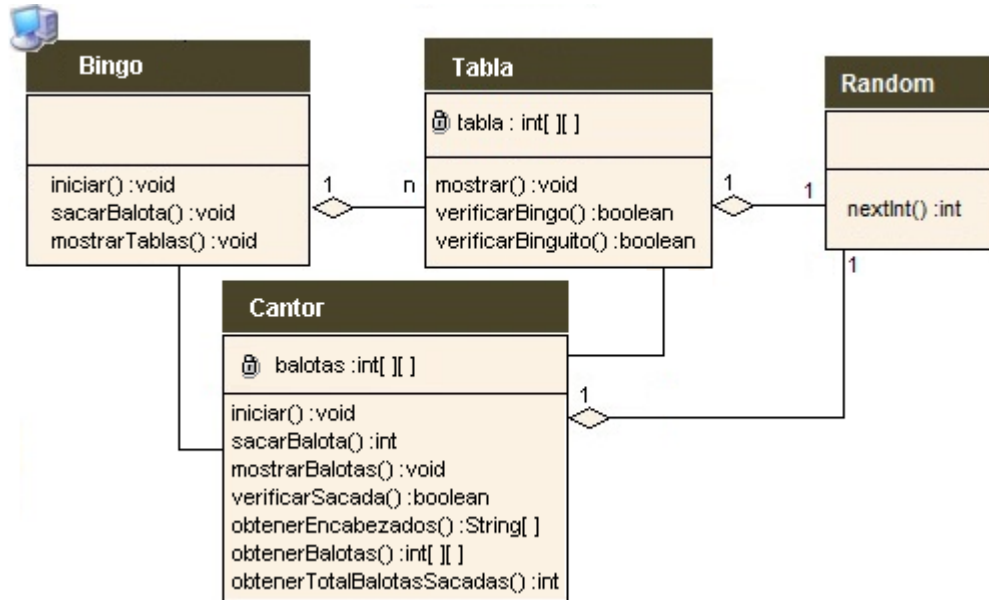 Bingo
iniciar() :void
sacarBalota() :void
mostrarTablas() :void
1
n
Tabla
tabla : int[ ][ ]
mostrar() :void
verificarBingo() :boolean
verificarBinguito() :boolean
1
1
Random
nextInt() :int
1
Cantor
balotas :int[ ][ ]
iniciar() :void
sacarBalota() :int
mostrarBalotas() :void
verificarSacada() :boolean
obtenerEncabezados() :String[ ]
obtenerBalotas() :int[ ][ ]
obtenerTotalBalotasSacadas() :int
1